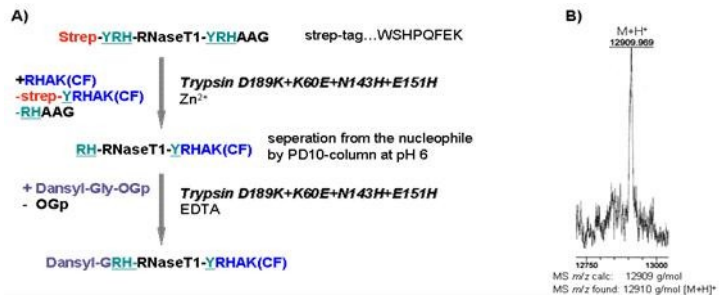 A)
Strep-YRH-RNaseT1-YRHAAG
strep-tag...WSHPQFEK
+RHAK(CF)
-strep-YRHAK(CF)
-RHAAG
Trypsin D189K+K60E+N143H+E151H
Zn²⁺
RH-RNaseT1-YRHAK(CF)
seperation from the nucleophile
by PD10-column at pH 6
+ Dansyl-Gly-OGp
- OGp
Trypsin D189K+K60E+N143H+E151H
EDTA
Dansyl-GRH-RNaseT1-YRHAK(CF)
B)
M+H⁺
12909.969
12750
13000
MS m/z calc: 12909 g/mol
MS m/z found: 12910 g/mol [M+H]⁺